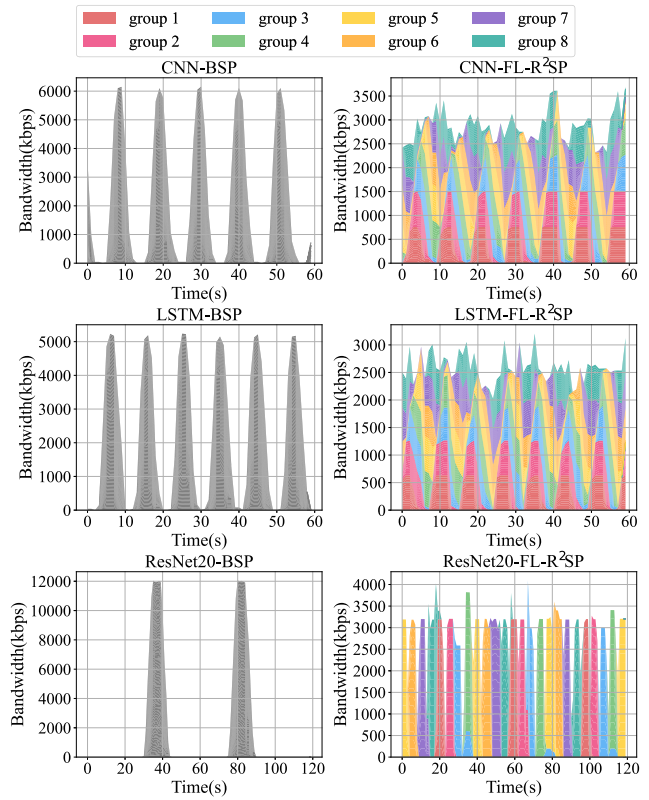 group 1 group 3 group 5 group 7
group 2 group 4 group 6 group 8
CNN-BSP
6000
5000
4000
3000
2000
1000
0
Bandwidth(kbps)
0 10 20 30 40 50 60
Time(s)
CNN-FL-R²SP
3500
3000
2500
2000
1500
1000
500
0
Bandwidth(kbps)
0 10 20 30 40 50 60
Time(s)
LSTM-BSP
5000
4000
3000
2000
1000
0
Bandwidth(kbps)
0 10 20 30 40 50 60
Time(s)
LSTM-FL-R²SP
3000
2500
2000
1500
1000
500
0
Bandwidth(kbps)
0 10 20 30 40 50 60
Time(s)
ResNet20-BSP
12000
10000
8000
6000
4000
2000
0
Bandwidth(kbps)
0 20 40 60 80 100 120
Time(s)
ResNet20-FL-R²SP
4000
3500
3000
2500
2000
1500
1000
500
0
Bandwidth(kbps)
0 20 40 60 80 100 120
Time(s)